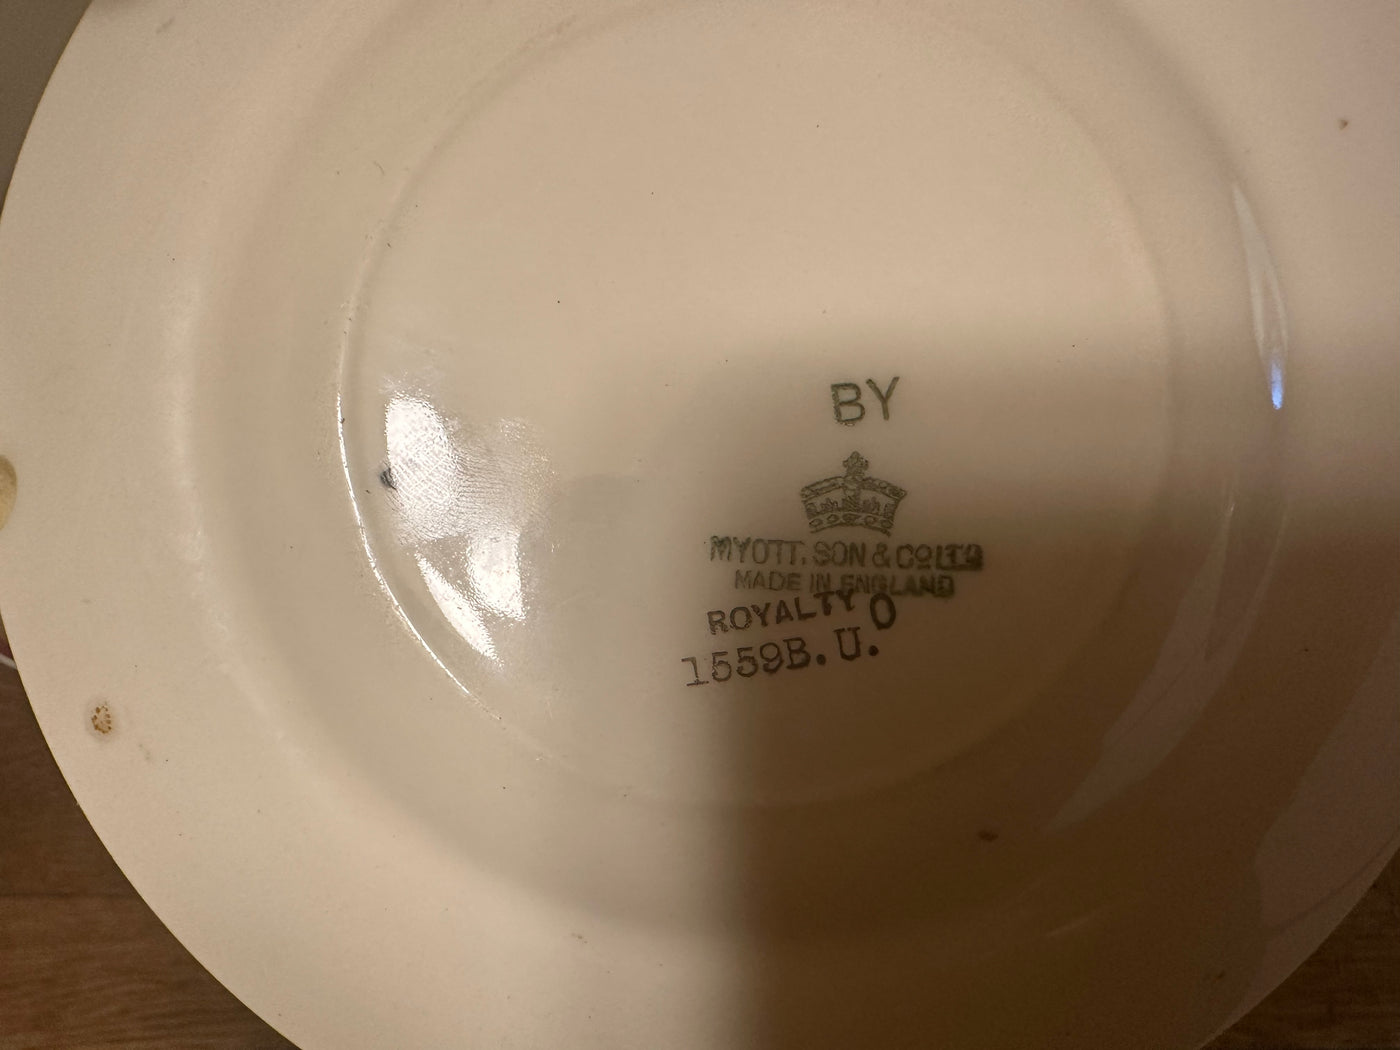 BY
MYOTT, SON & Cº LTD
MADE IN ENGLAND
ROYALTY O
1559B. U.